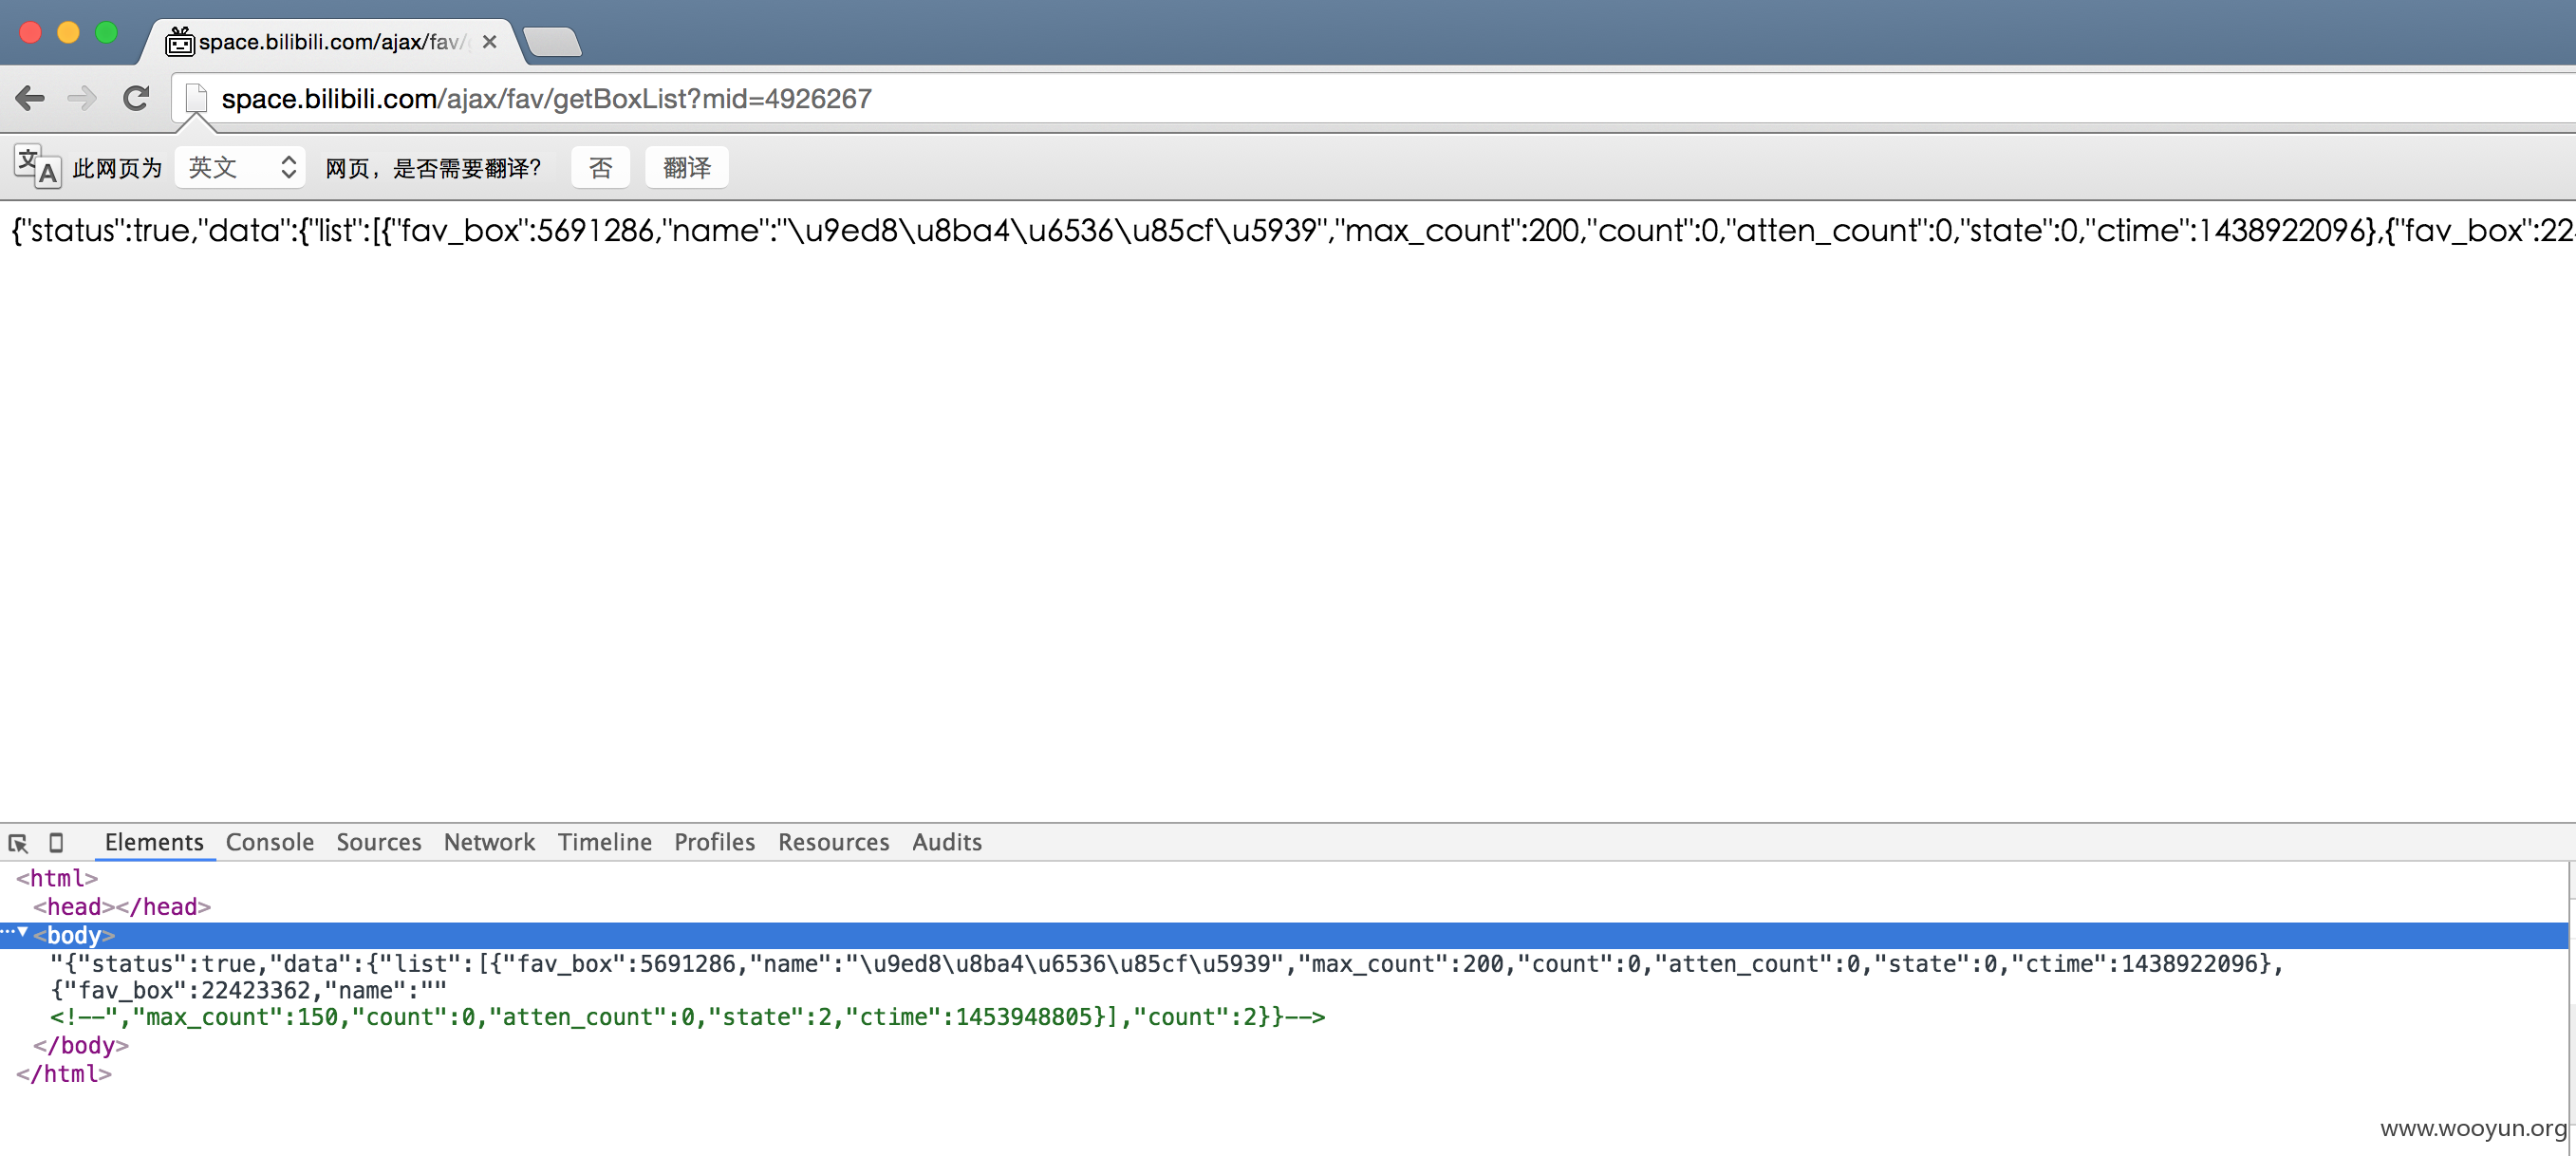 space.bilibili.com/ajax/fav/
space.bilibili.com/ajax/fav/getBoxList?mid=4926267
此网页为 英文 网页，是否需要翻译？ 否 翻译
{"status":true,"data":{"list":[{"fav_box":5691286,"name":"\u9ed8\u8ba4\u6536\u85cf\u5939","max_count":200,"count":0,"atten_count":0,"state":0,"ctime":1438922096},{"fav_box":22
Elements Console Sources Network Timeline Profiles Resources Audits
<html>
<head></head>
<body>
"{"status":true,"data":{"list":[{"fav_box":5691286,"name":"\u9ed8\u8ba4\u6536\u85cf\u5939","max_count":200,"count":0,"atten_count":0,"state":0,"ctime":1438922096},
{"fav_box":22423362,"name":""
<!--","max_count":150,"count":0,"atten_count":0,"state":2,"ctime":1453948805}],"count":2}}-->
</body>
</html>
www.wooyun.org